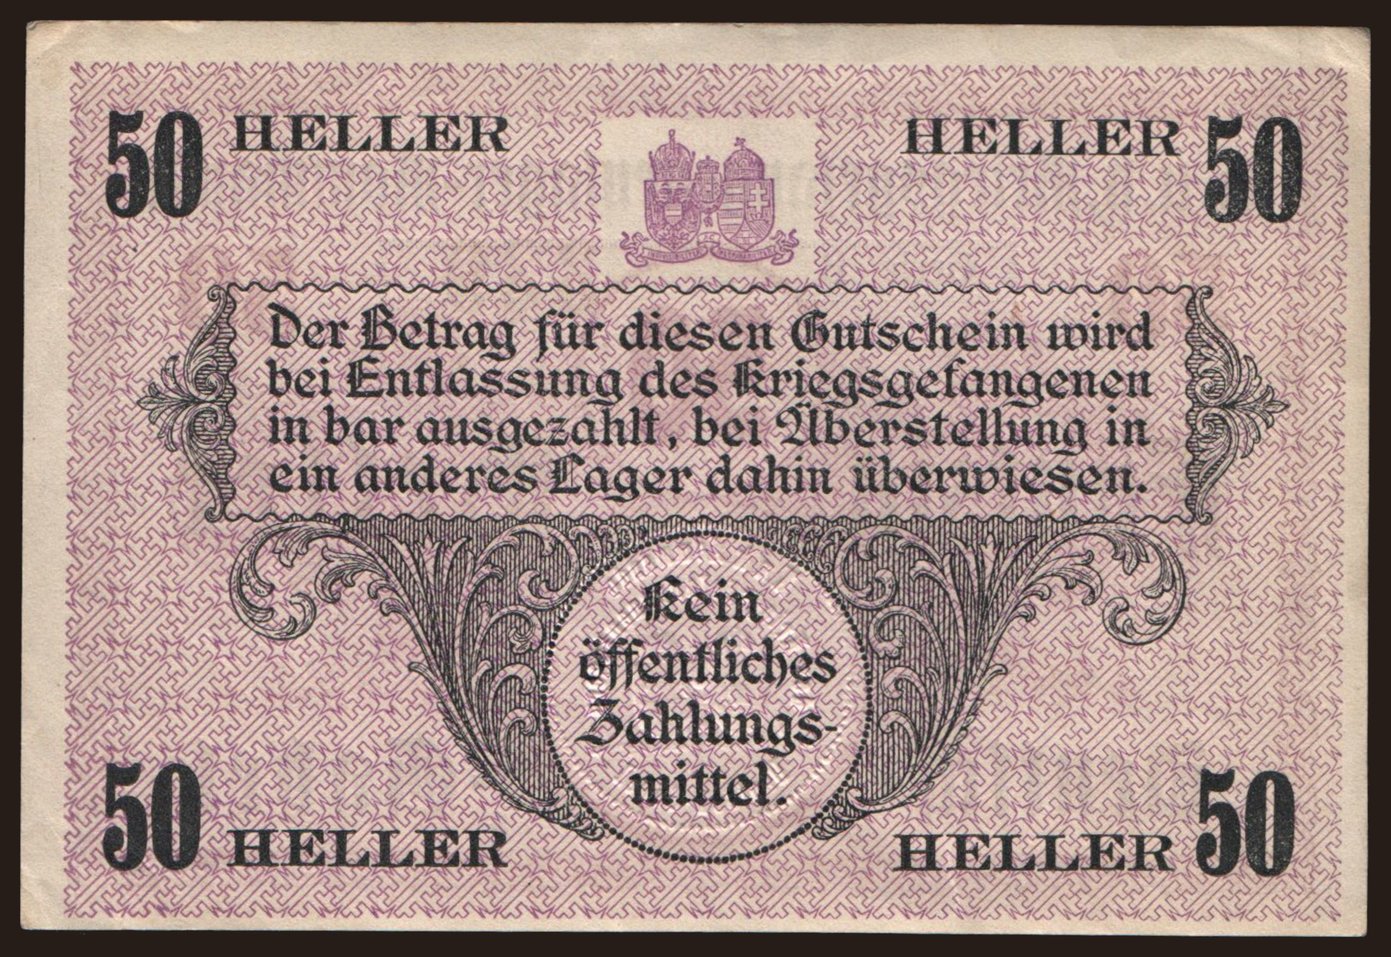 50 HELLER HELLER 50
Der Betrag für diesen Gutschein wird
bei Entlassung des Kriegsgefangenen
in bar ausgezahlt, bei Überstellung in
ein anderes Lager dahin überwiesen.
Kein
öffentliches
Zahlungs-
mittel.
50 HELLER HELLER 50